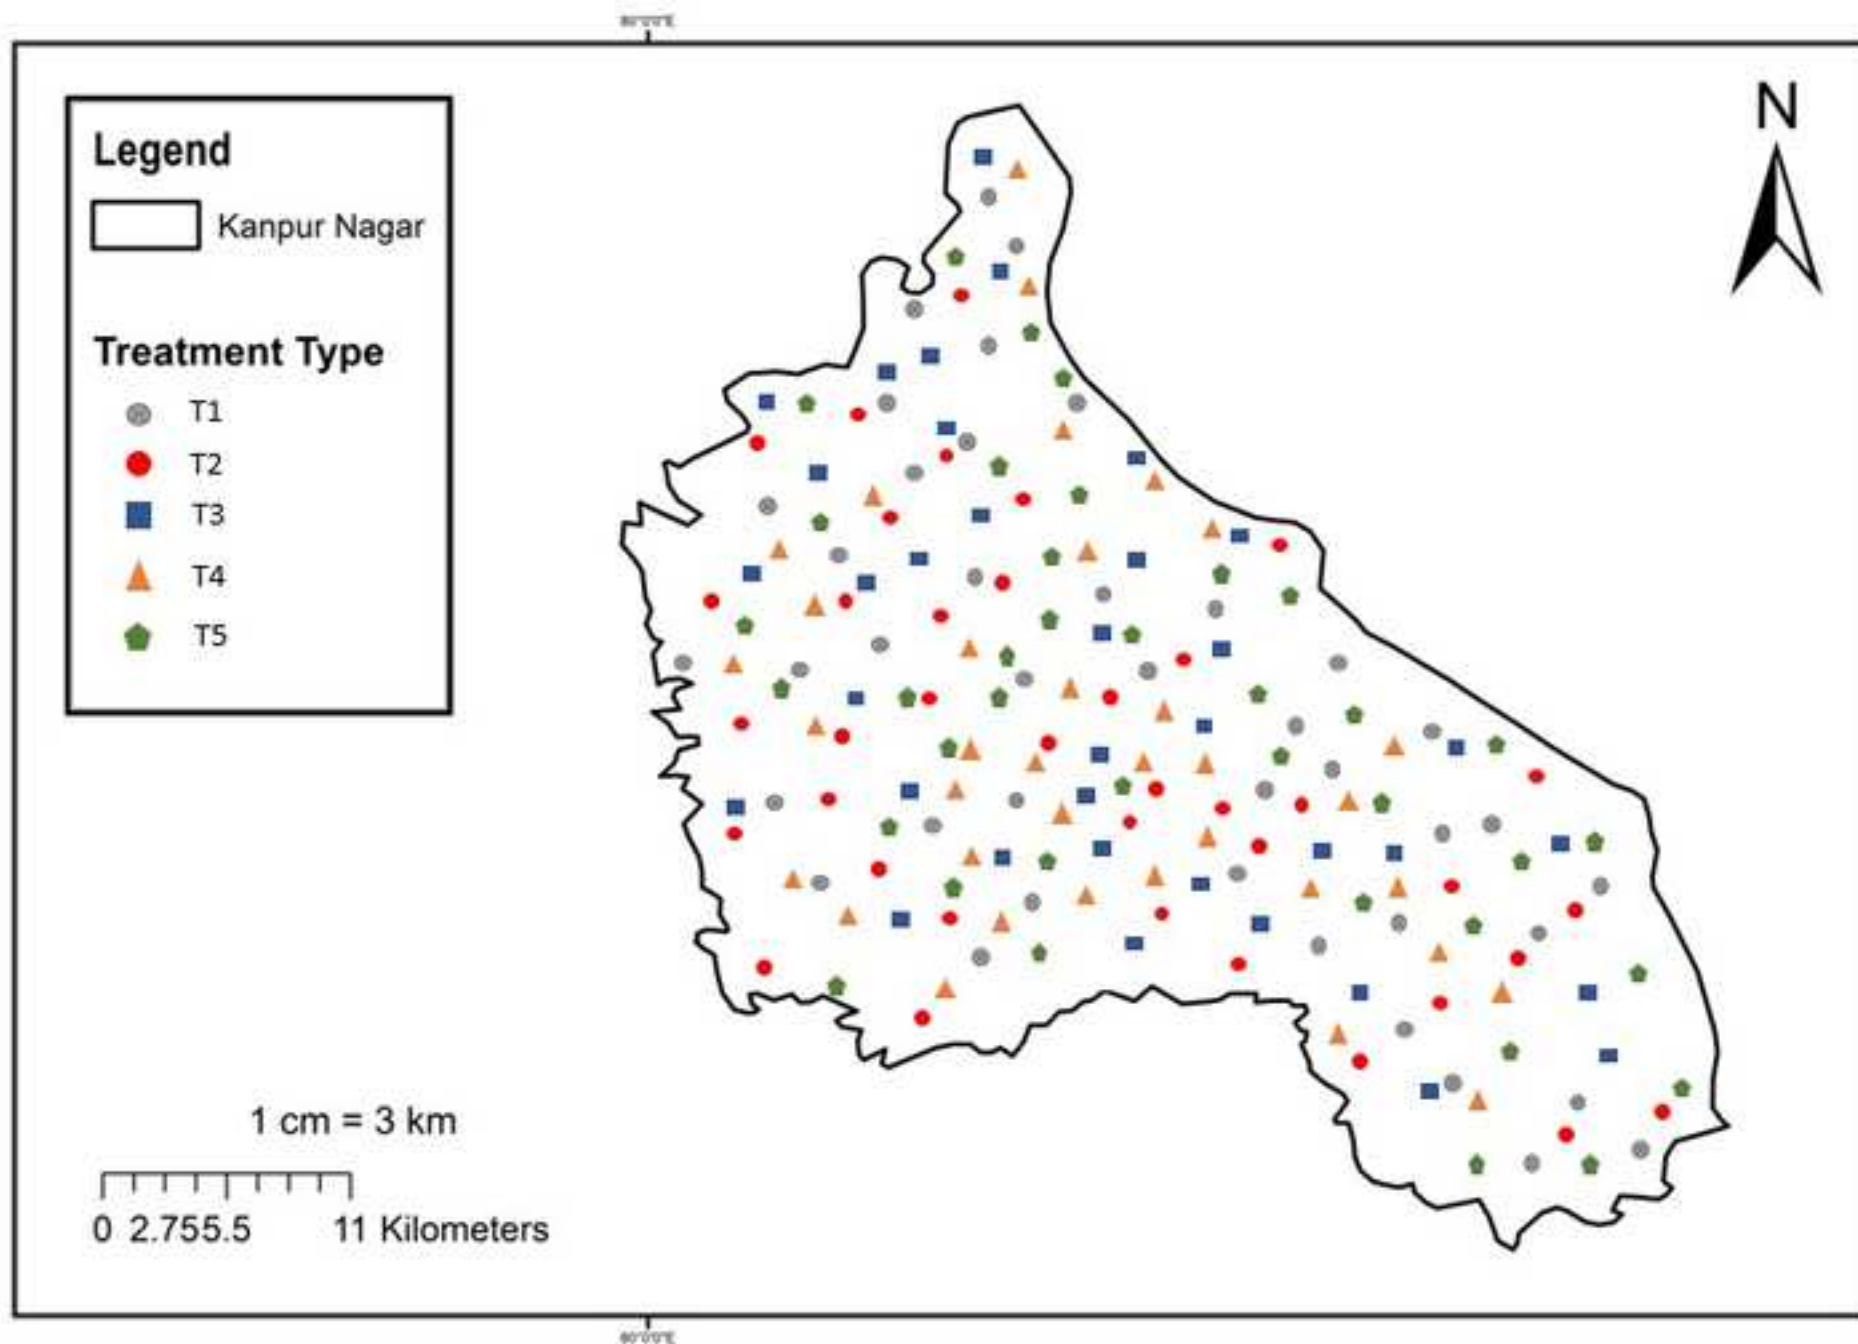 N
Legend
Kanpur Nagar
Treatment Type
T1
T2
T3
T4
T5
1 cm = 3 km
0 2.755.5 11 Kilometers